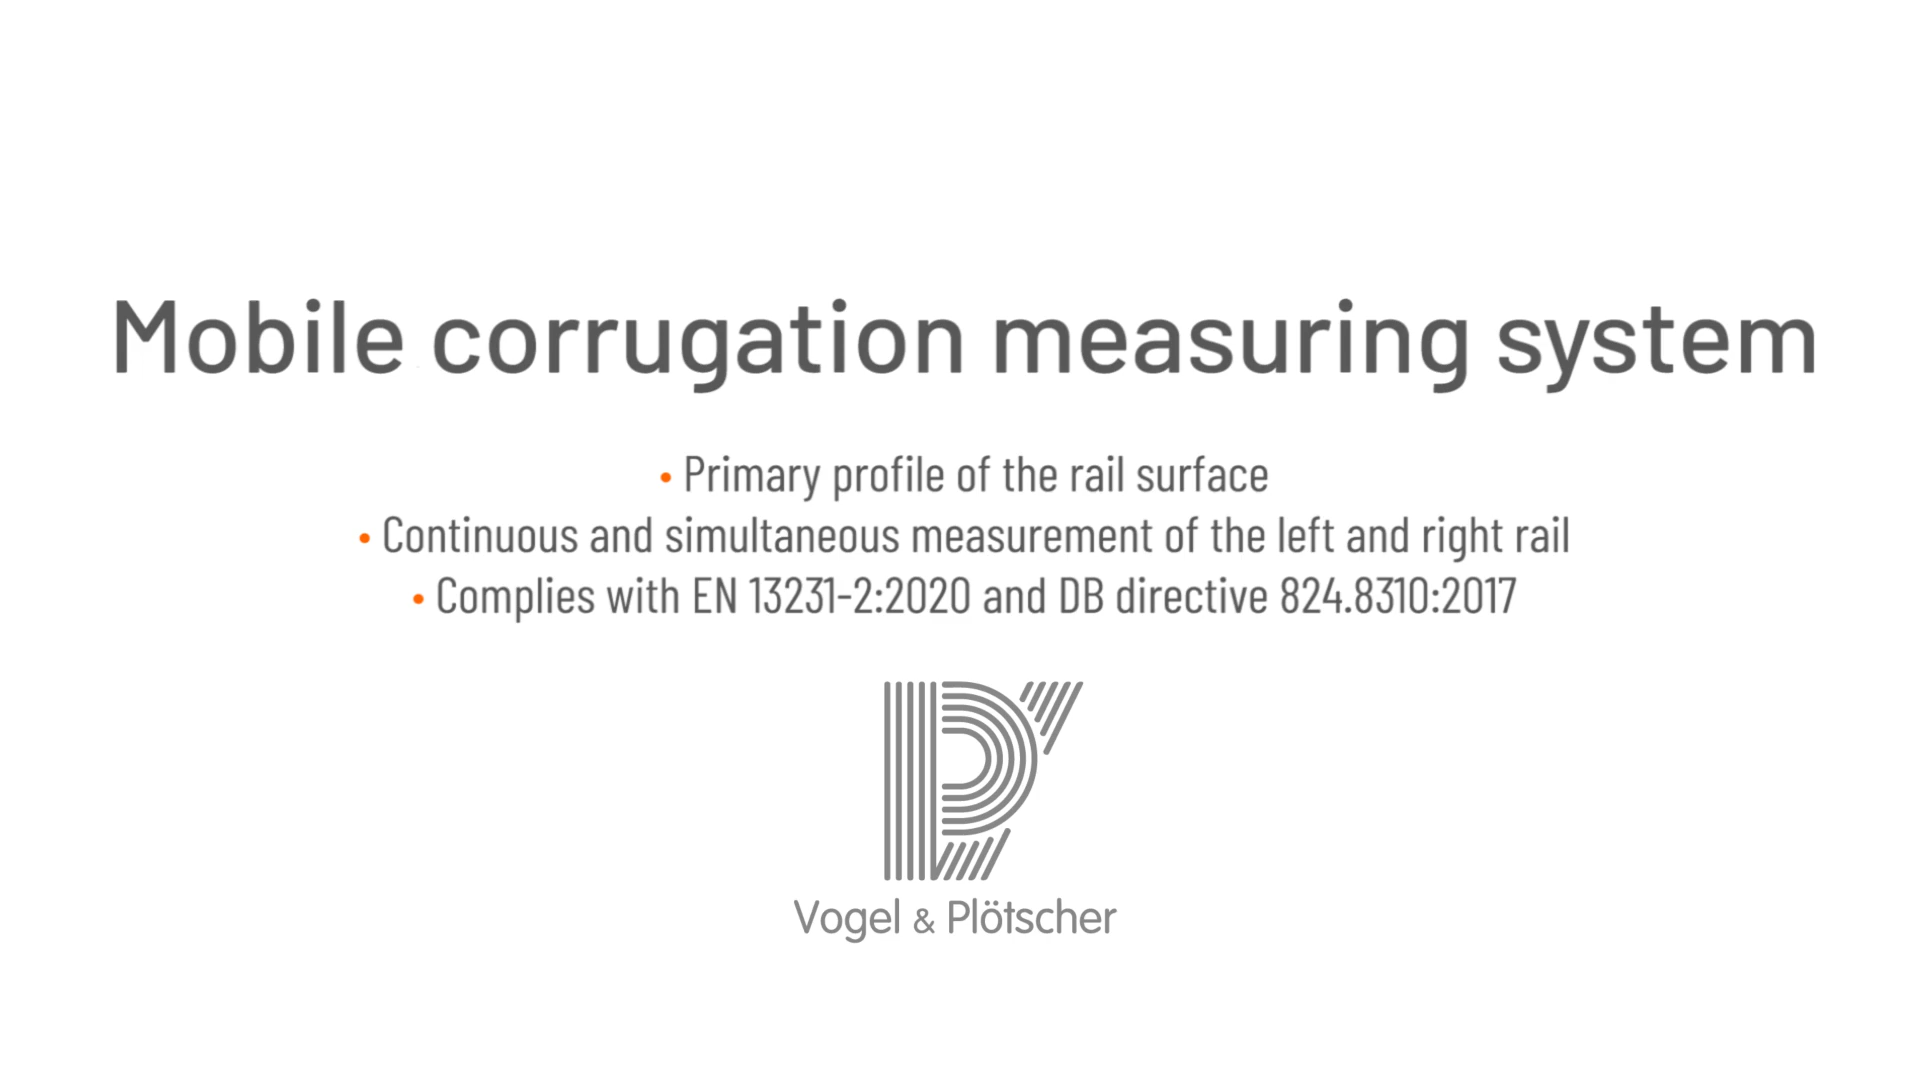 Mobile corrugation measuring system
• Primary profile of the rail surface
• Continuous and simultaneous measurement of the left and right rail
• Complies with EN 13231-2:2020 and DB directive 824.8310:2017
Vogel & Plötscher